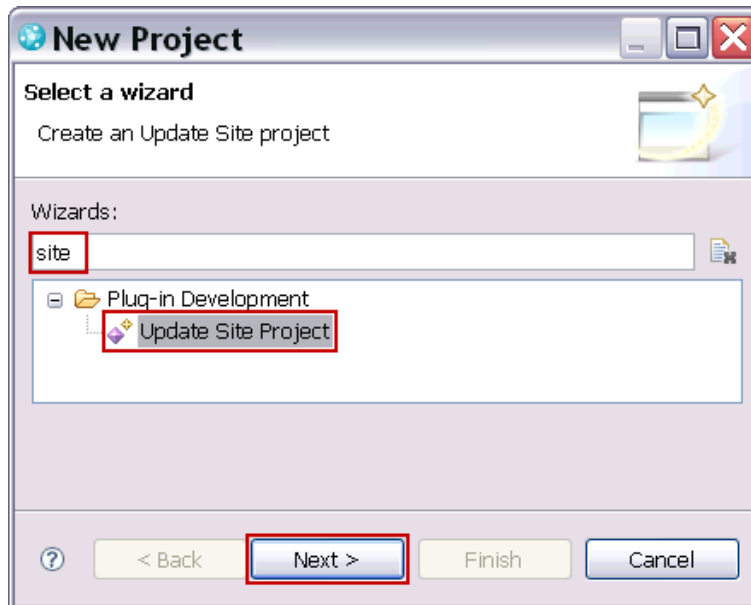 New Project
Select a wizard
Create an Update Site project
Wizards:
site
Plug-in Development
Update Site Project
< Back Next > Finish Cancel